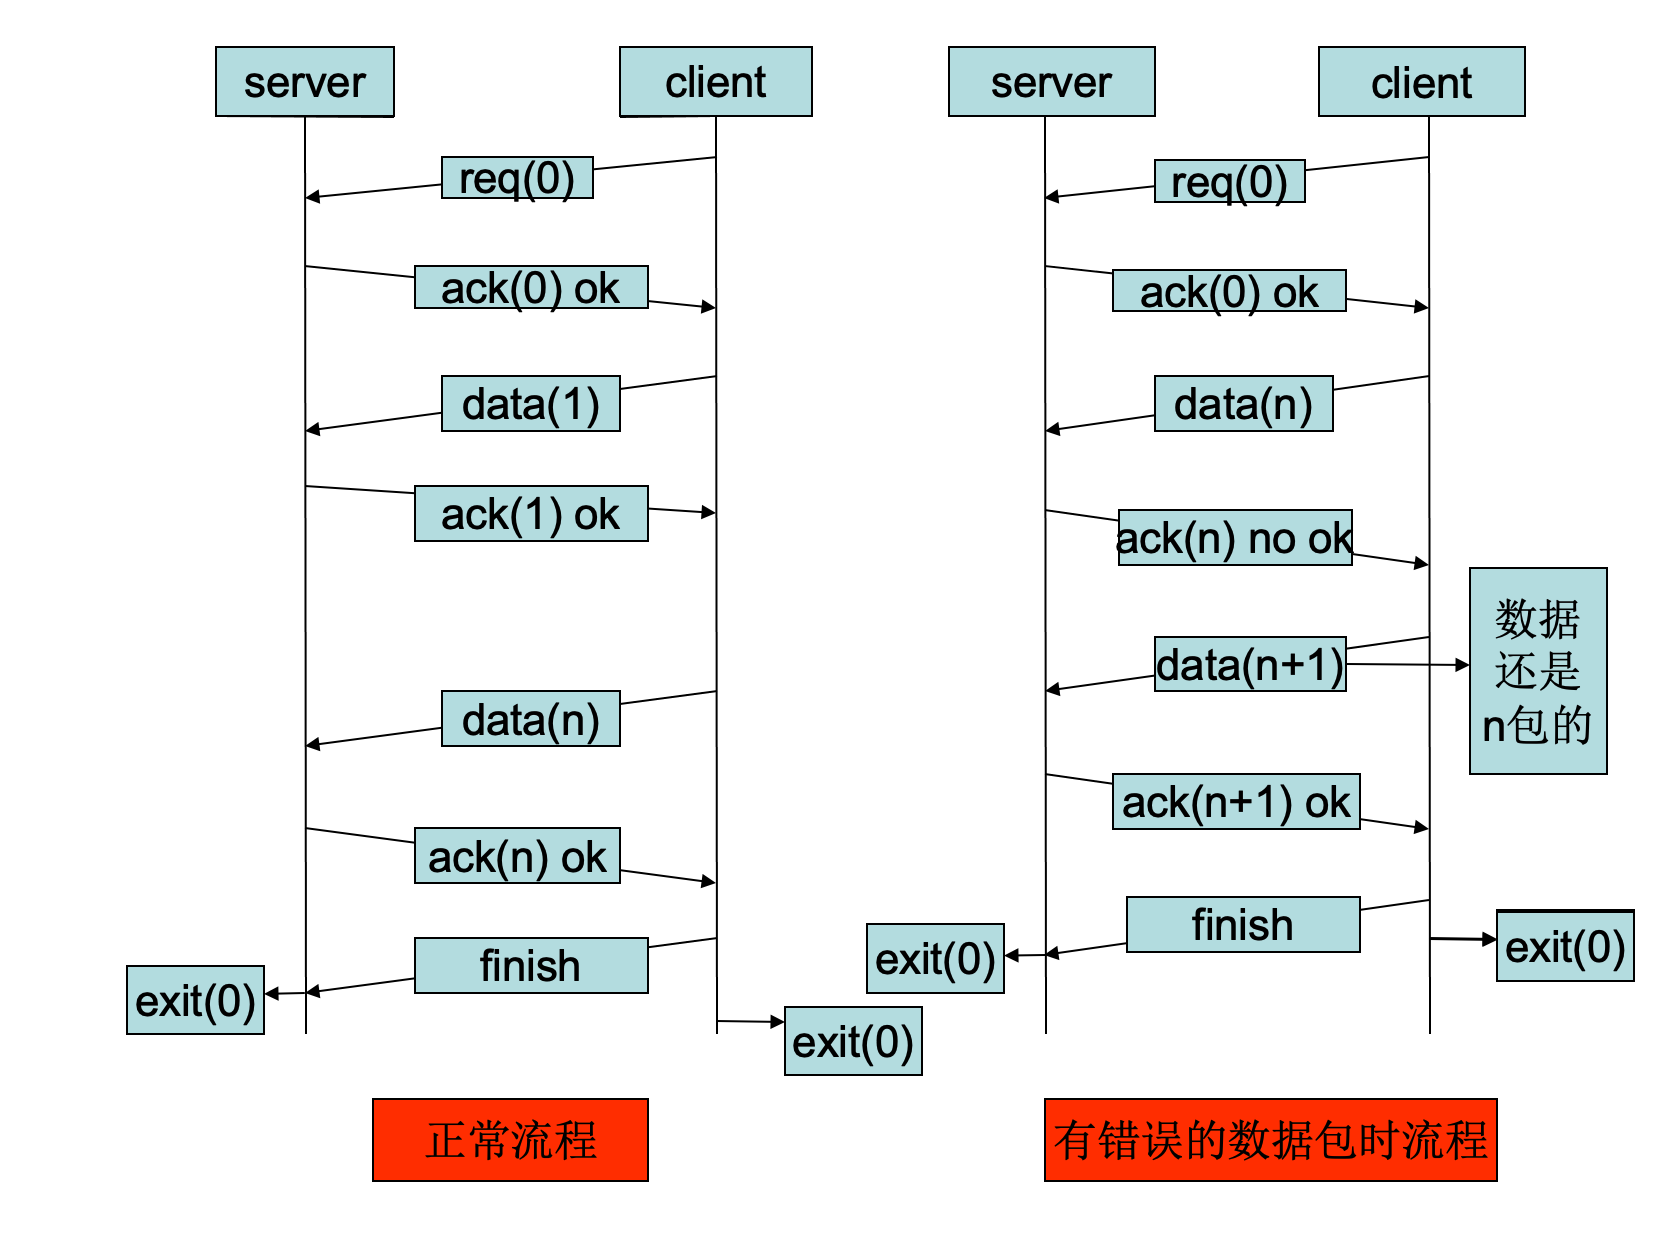 server
client
req(0)
ack(0) ok
data(1)
ack(1) ok
data(n)
ack(n) ok
finish
exit(0)
exit(0)
正常流程
server
client
req(0)
ack(0) ok
data(n)
ack(n) no ok
data(n+1)
数据
还是
n包的
ack(n+1) ok
finish
exit(0)
exit(0)
有错误的数据包时流程